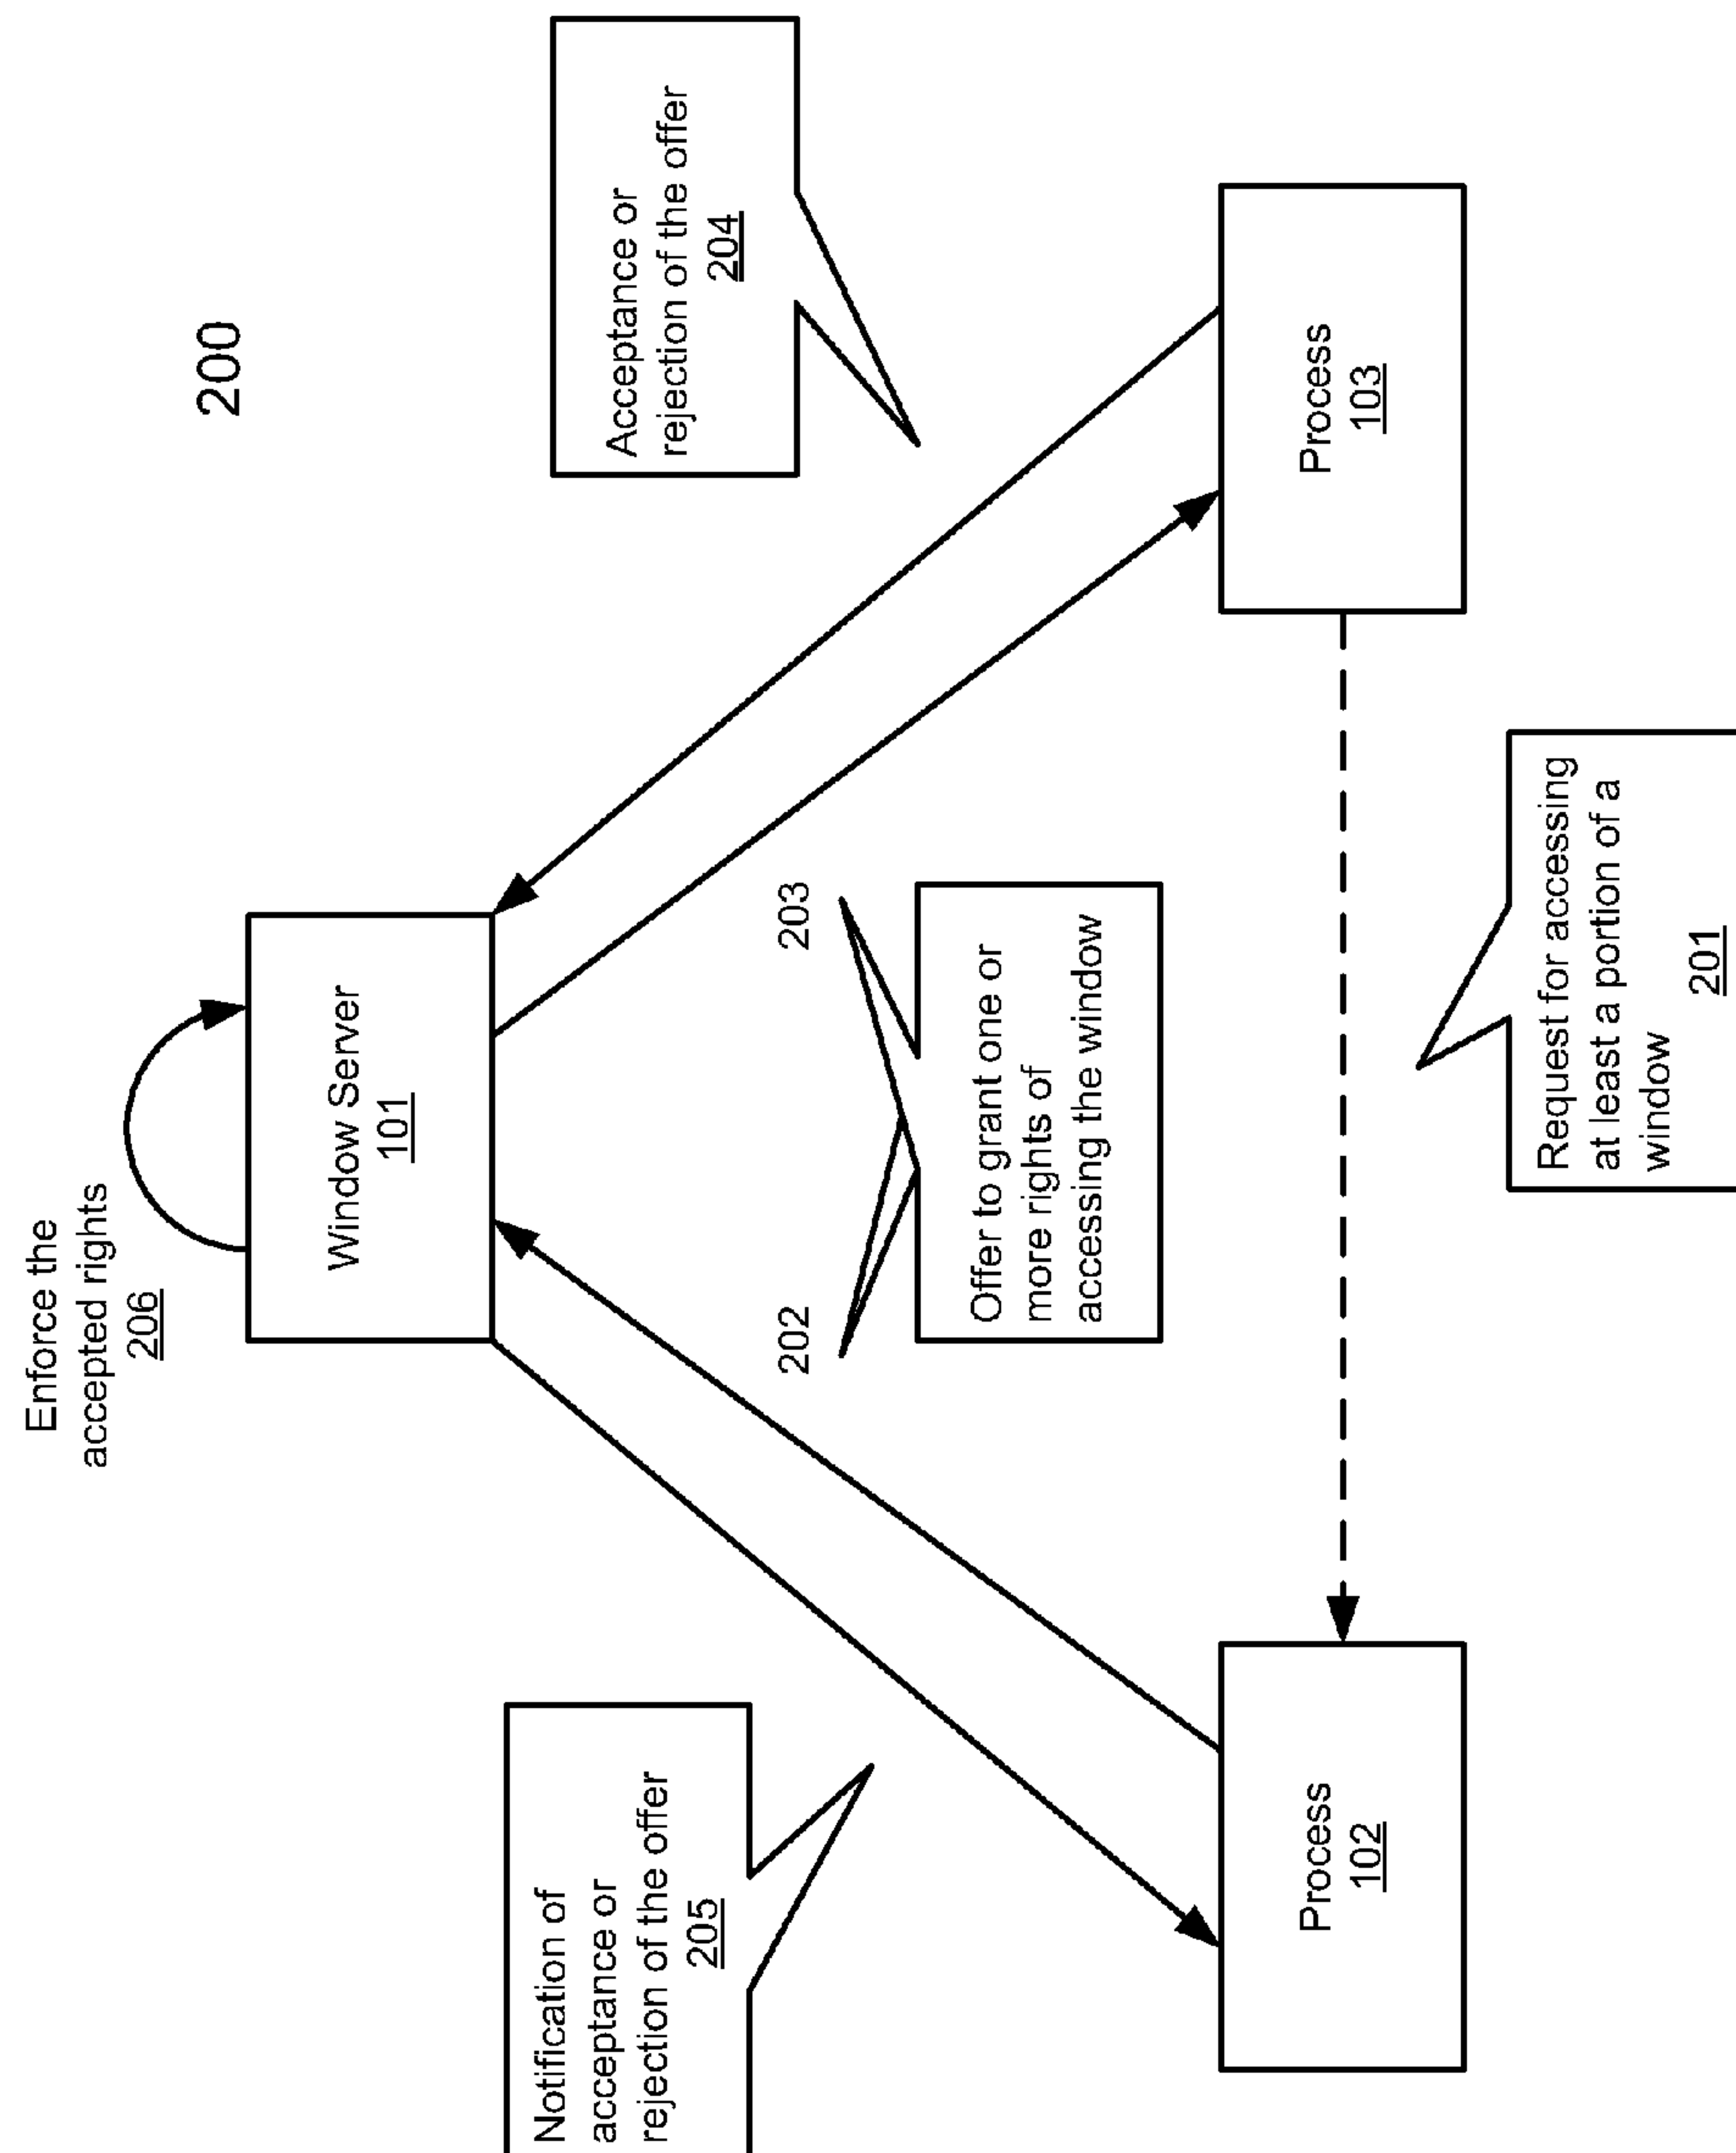 200
Enforce the
accepted rights
206
Window Server
101
Notification of
acceptance or
rejection of the offer
205
Acceptance or
rejection of the offer
204
202
203
Offer to grant one or
more rights of
accessing the window
Process
102
Process
103
Request for accessing
at least a portion of a
window
201